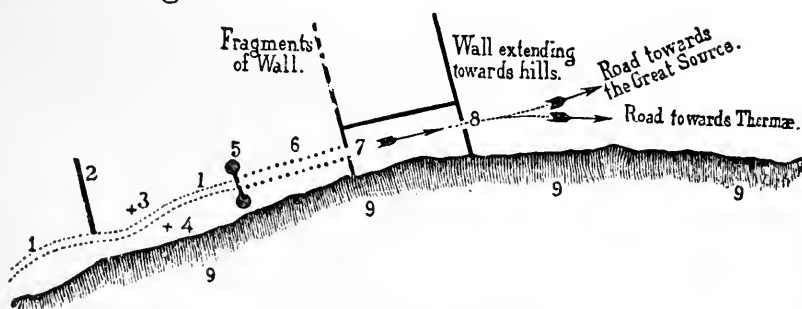 Fragments
of Wall.
Wall extending
towards hills.
Road towards
the Great Source.
Road towards Thermæ.
8
7
6
5
2
1
3
4
1
9
9
9
9